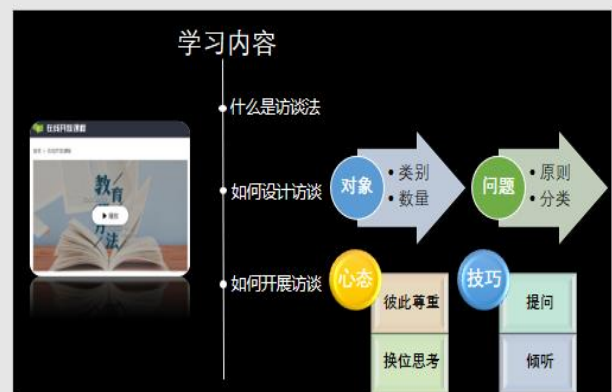 学习内容
什么是访谈法
在线开放课程
教育
方法
如何设计访谈
对象
• 类别
• 数量
问题
• 原则
• 分类
如何开展访谈
心态
彼此尊重
换位思考
技巧
提问
倾听